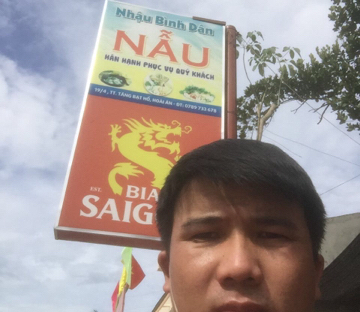 Nhậu Bình Dân
NẪU
HÂN HẠNH PHỤC VỤ QUÝ KHÁCH
BIA
SAIG